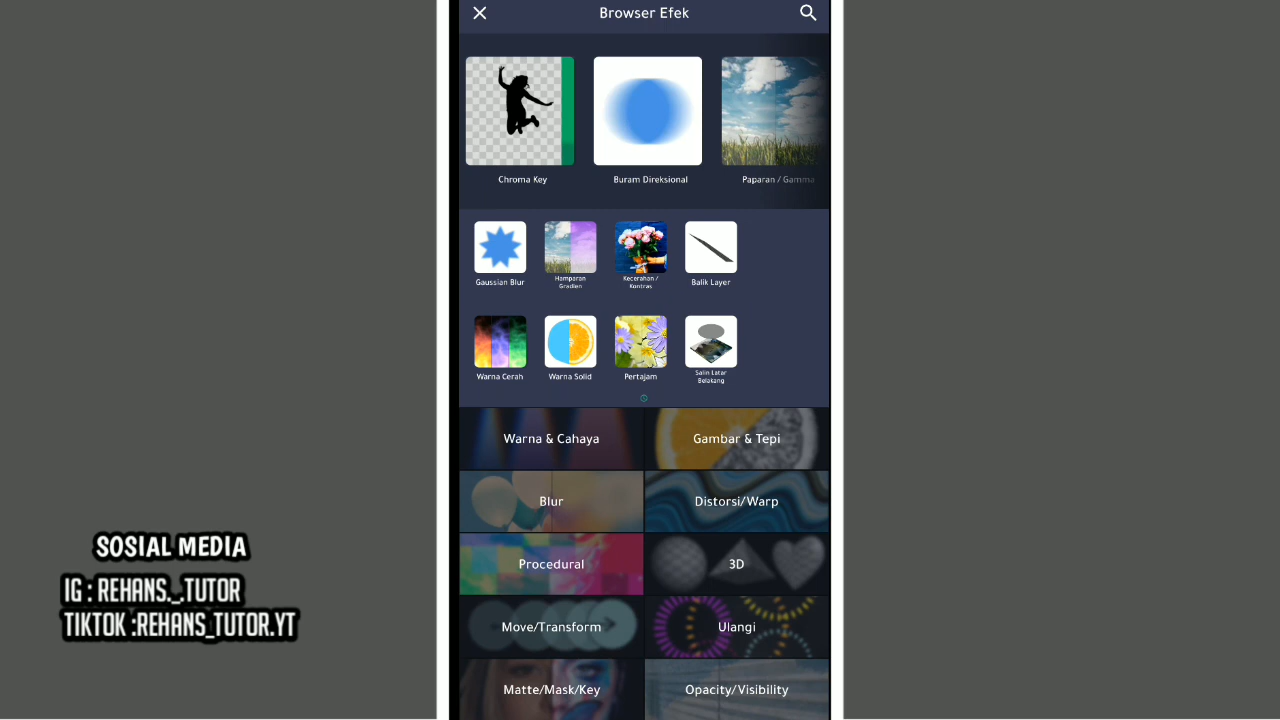 Browser Efek
Chroma Key
Buram Direksional
Paparan / Gamma
Gaussian Blur
Hamparan
Gradien
Kecerahan /
Kontras
Balik Layer
Warna Cerah
Warna Solid
Pertajam
Salin Latar
Belakang
Warna & Cahaya
Gambar & Tepi
Blur
Distorsi/Warp
Procedural
3D
Move/Transform
Ulangi
Matte/Mask/Key
Opacity/Visibility
SOSIAL MEDIA
IG : REHANS._.TUTOR
TIKTOK :REHANS_TUTOR.YT